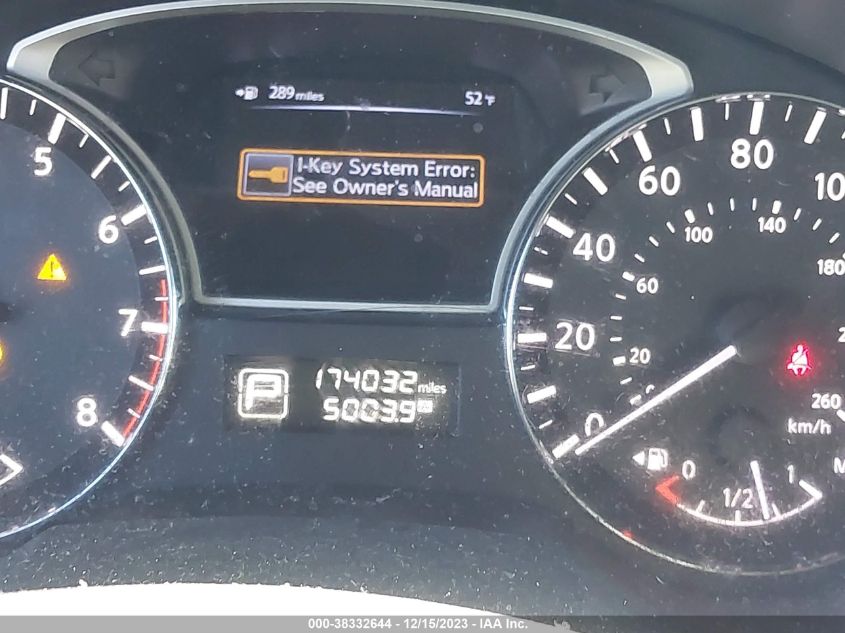 289 miles 52°F
I-Key System Error:
See Owner's Manual
5
6
7
8
P
174032 miles
5003.9
0
20
40
60
80
20
60
100
140
180
260
km/h
0
1/2
1
000-38332644 - 12/15/2023 - IAA Inc.